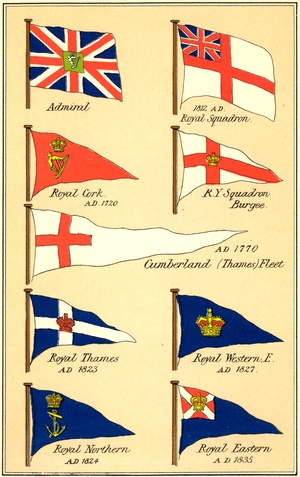 Admiral
1812 A.D.
Royal Squadron.
Royal Cork.
A.D. 1720
R.Y. Squadron
Burgee.
A D 1770
Cumberland (Thames) Fleet
Royal Thames
A D 1823
Royal Western. E.
A D 1827.
Royal Northern
A.D 1824
Royal Eastern
A D 1835.